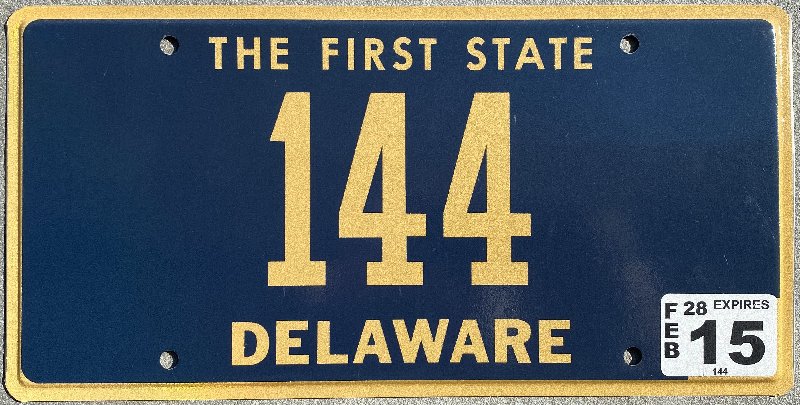 THE FIRST STATE
144
DELAWARE
FEB 28 EXPIRES
15
144